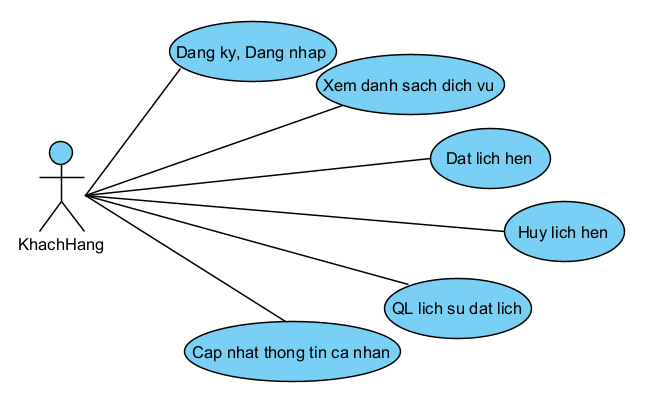 Dang ky, Dang nhap
Xem danh sach dich vu
Dat lich hen
Huy lich hen
KhachHang
QL lich su dat lich
Cap nhat thong tin ca nhan